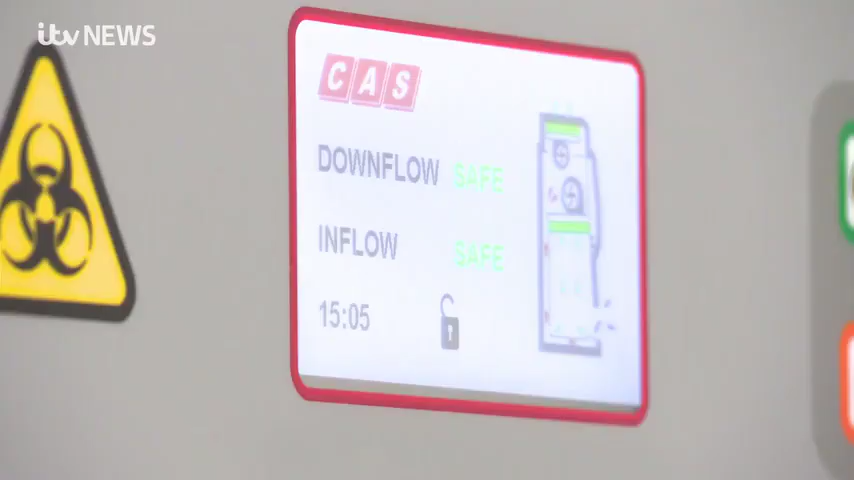 itv NEWS
CAS
DOWNFLOW SAFE
INFLOW SAFE
15:05